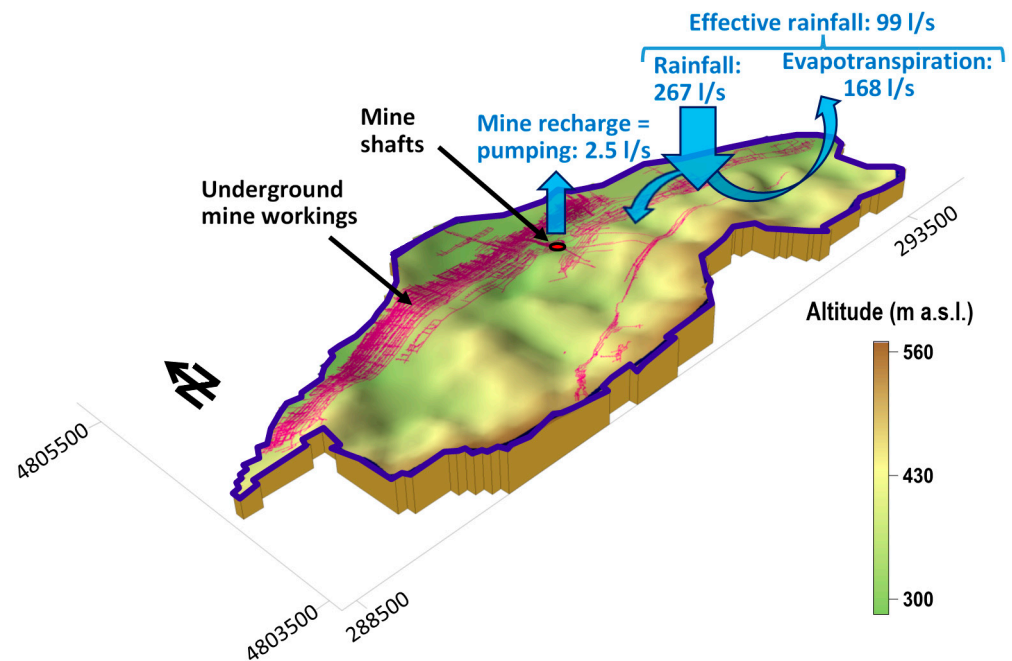 Effective rainfall: 99 l/s
Rainfall:
267 l/s
Evapotranspiration:
168 l/s
Mine
shafts
Mine recharge =
pumping: 2.5 l/s
Underground
mine workings
293500
Altitude (m a.s.l.)
560
430
300
N
4805500
4803500
288500